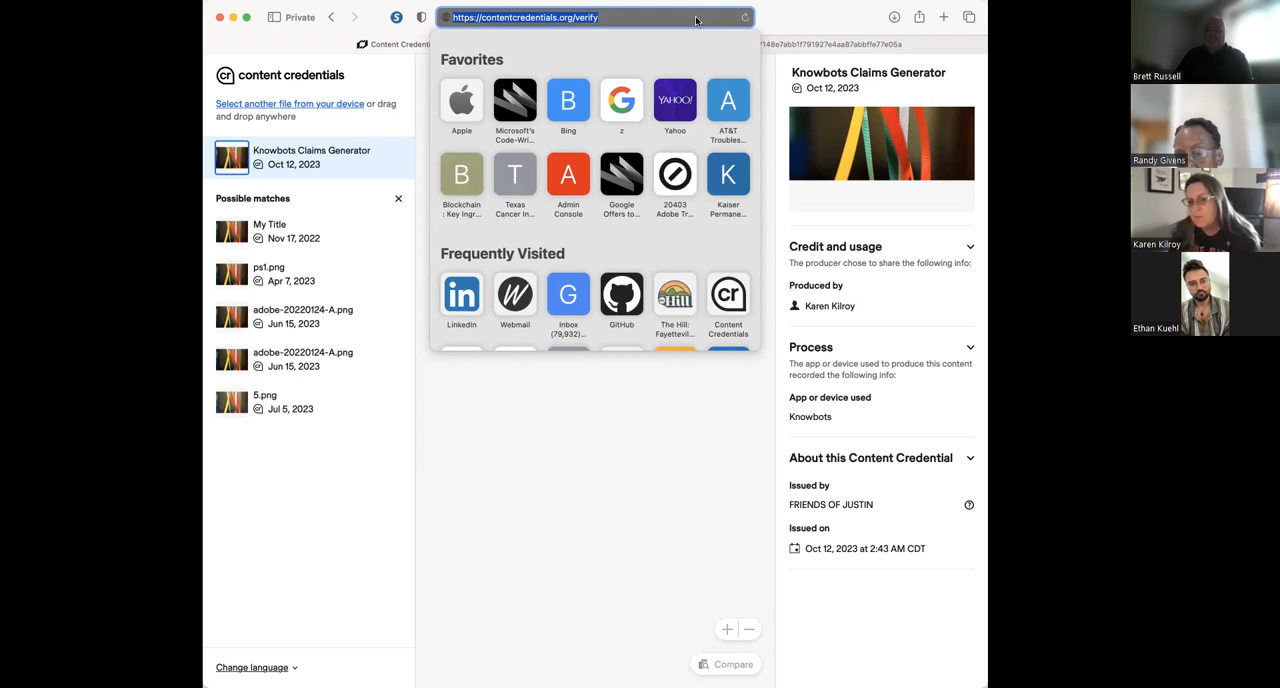 Private
https://contentcredentials.org/verify
Content Credenti
148e7abb1f791927e4aa87abbffe77e05a
content credentials
Select another file from your device or drag
and drop anywhere
Knowbots Claims Generator
Oct 12, 2023
Possible matches
My Title
Nov 17, 2022
ps1.png
Apr 7, 2023
adobe-20220124-A.png
Jun 15, 2023
adobe-20220124-A.png
Jun 15, 2023
5.png
Jul 5, 2023
Change language
Favorites
B
YAHOO!
A
Apple
Microsoft's
Code-Wri...
Bing
z
Yahoo
AT&T
Troubles...
B
T
A
K
Blockchain
: Key Ingr...
Texas
Cancer In...
Admin
Console
Google
Offers to...
20403
Adobe Tr...
Kaiser
Permane...
Frequently Visited
in
W
G
Hill
cr
LinkedIn
Webmail
Inbox
(79,932)...
GitHub
The Hill:
Fayettevil...
Content
Credentials
Compare
Knowbots Claims Generator
Oct 12, 2023
Credit and usage
The producer chose to share the following info:
Produced by
Karen Kilroy
Process
The app or device used to produce this content
recorded the following info:
App or device used
Knowbots
About this Content Credential
Issued by
FRIENDS OF JUSTIN
Issued on
Oct 12, 2023 at 2:43 AM CDT
Brett Russell
Randy Givens
Karen Kilroy
Ethan Kuehl